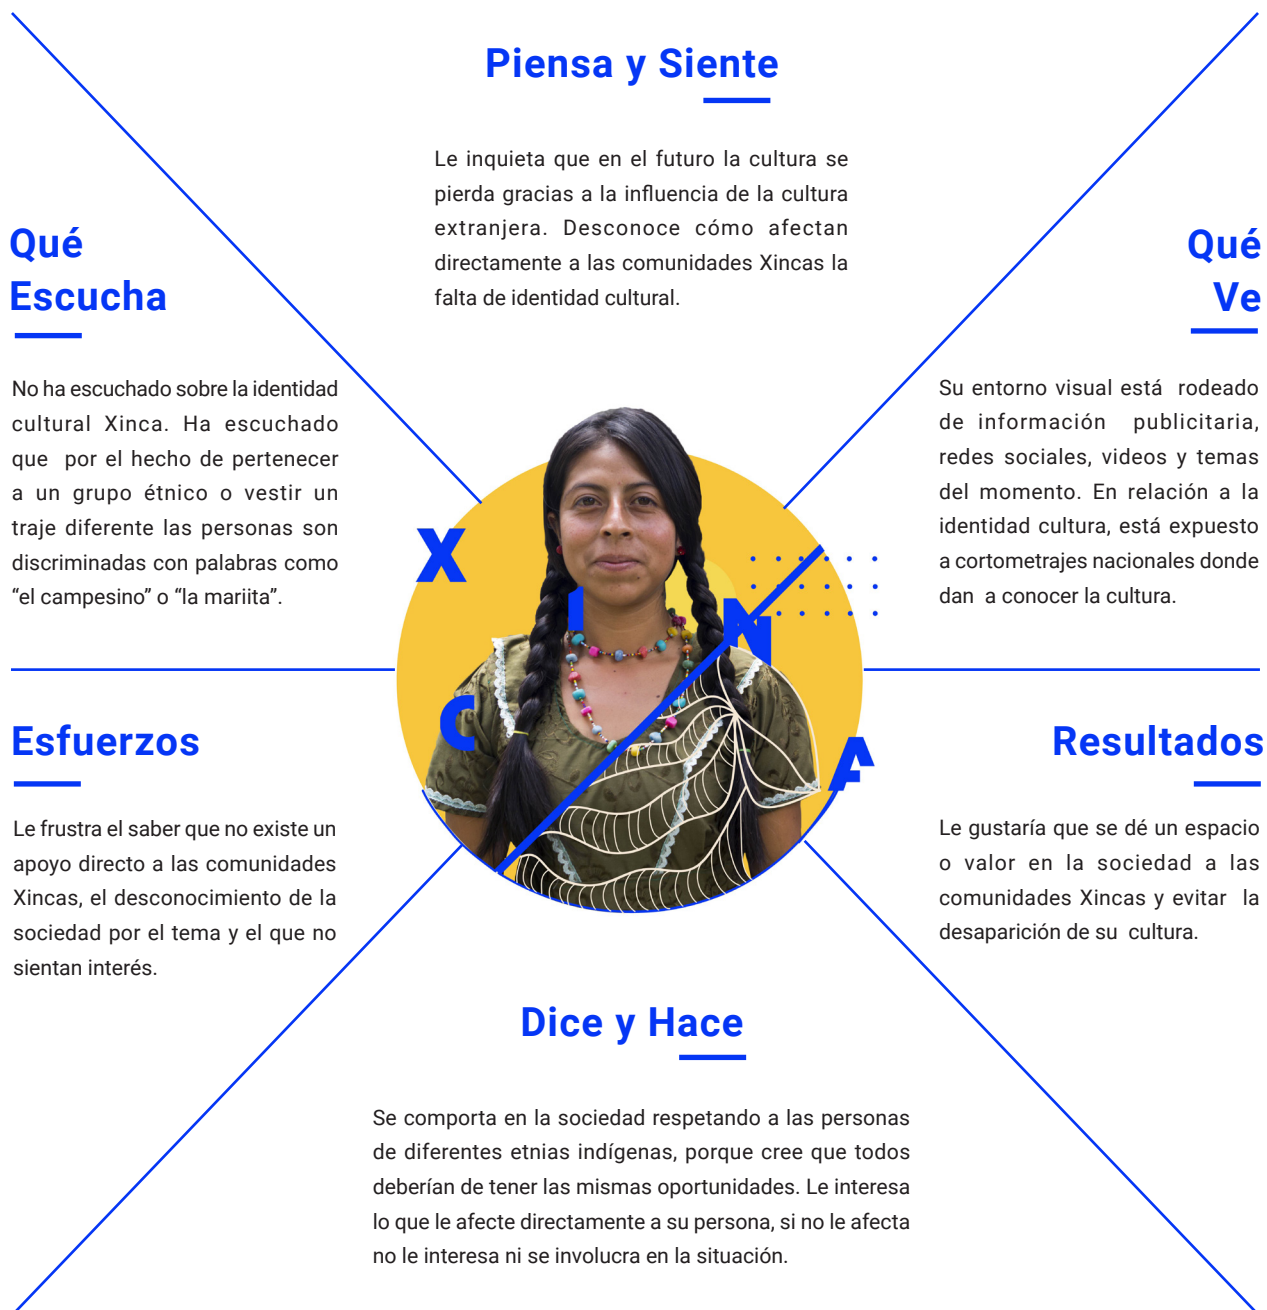 Piensa y Siente
Le inquieta que en el futuro la cultura se
pierda gracias a la influencia de la cultura
extranjera. Desconoce cómo afectan
directamente a las comunidades Xincas la
falta de identidad cultural.
Qué
Escucha
No ha escuchado sobre la identidad
cultural Xinca. Ha escuchado
que por el hecho de pertenecer
a un grupo étnico o vestir un
traje diferente las personas son
discriminadas con palabras como
“el campesino” o “la mariita”.
Qué
Ve
Su entorno visual está rodeado
de información publicitaria,
redes sociales, videos y temas
del momento. En relación a la
identidad cultura, está expuesto
a cortometrajes nacionales donde
dan a conocer la cultura.
X
I
N
C
A
Esfuerzos
Le frustra el saber que no existe un
apoyo directo a las comunidades
Xincas, el desconocimiento de la
sociedad por el tema y el que no
sientan interés.
Resultados
Le gustaría que se dé un espacio
o valor en la sociedad a las
comunidades Xincas y evitar la
desaparición de su cultura.
Dice y Hace
Se comporta en la sociedad respetando a las personas
de diferentes etnias indígenas, porque cree que todos
deberían de tener las mismas oportunidades. Le interesa
lo que le afecte directamente a su persona, si no le afecta
no le interesa ni se involucra en la situación.